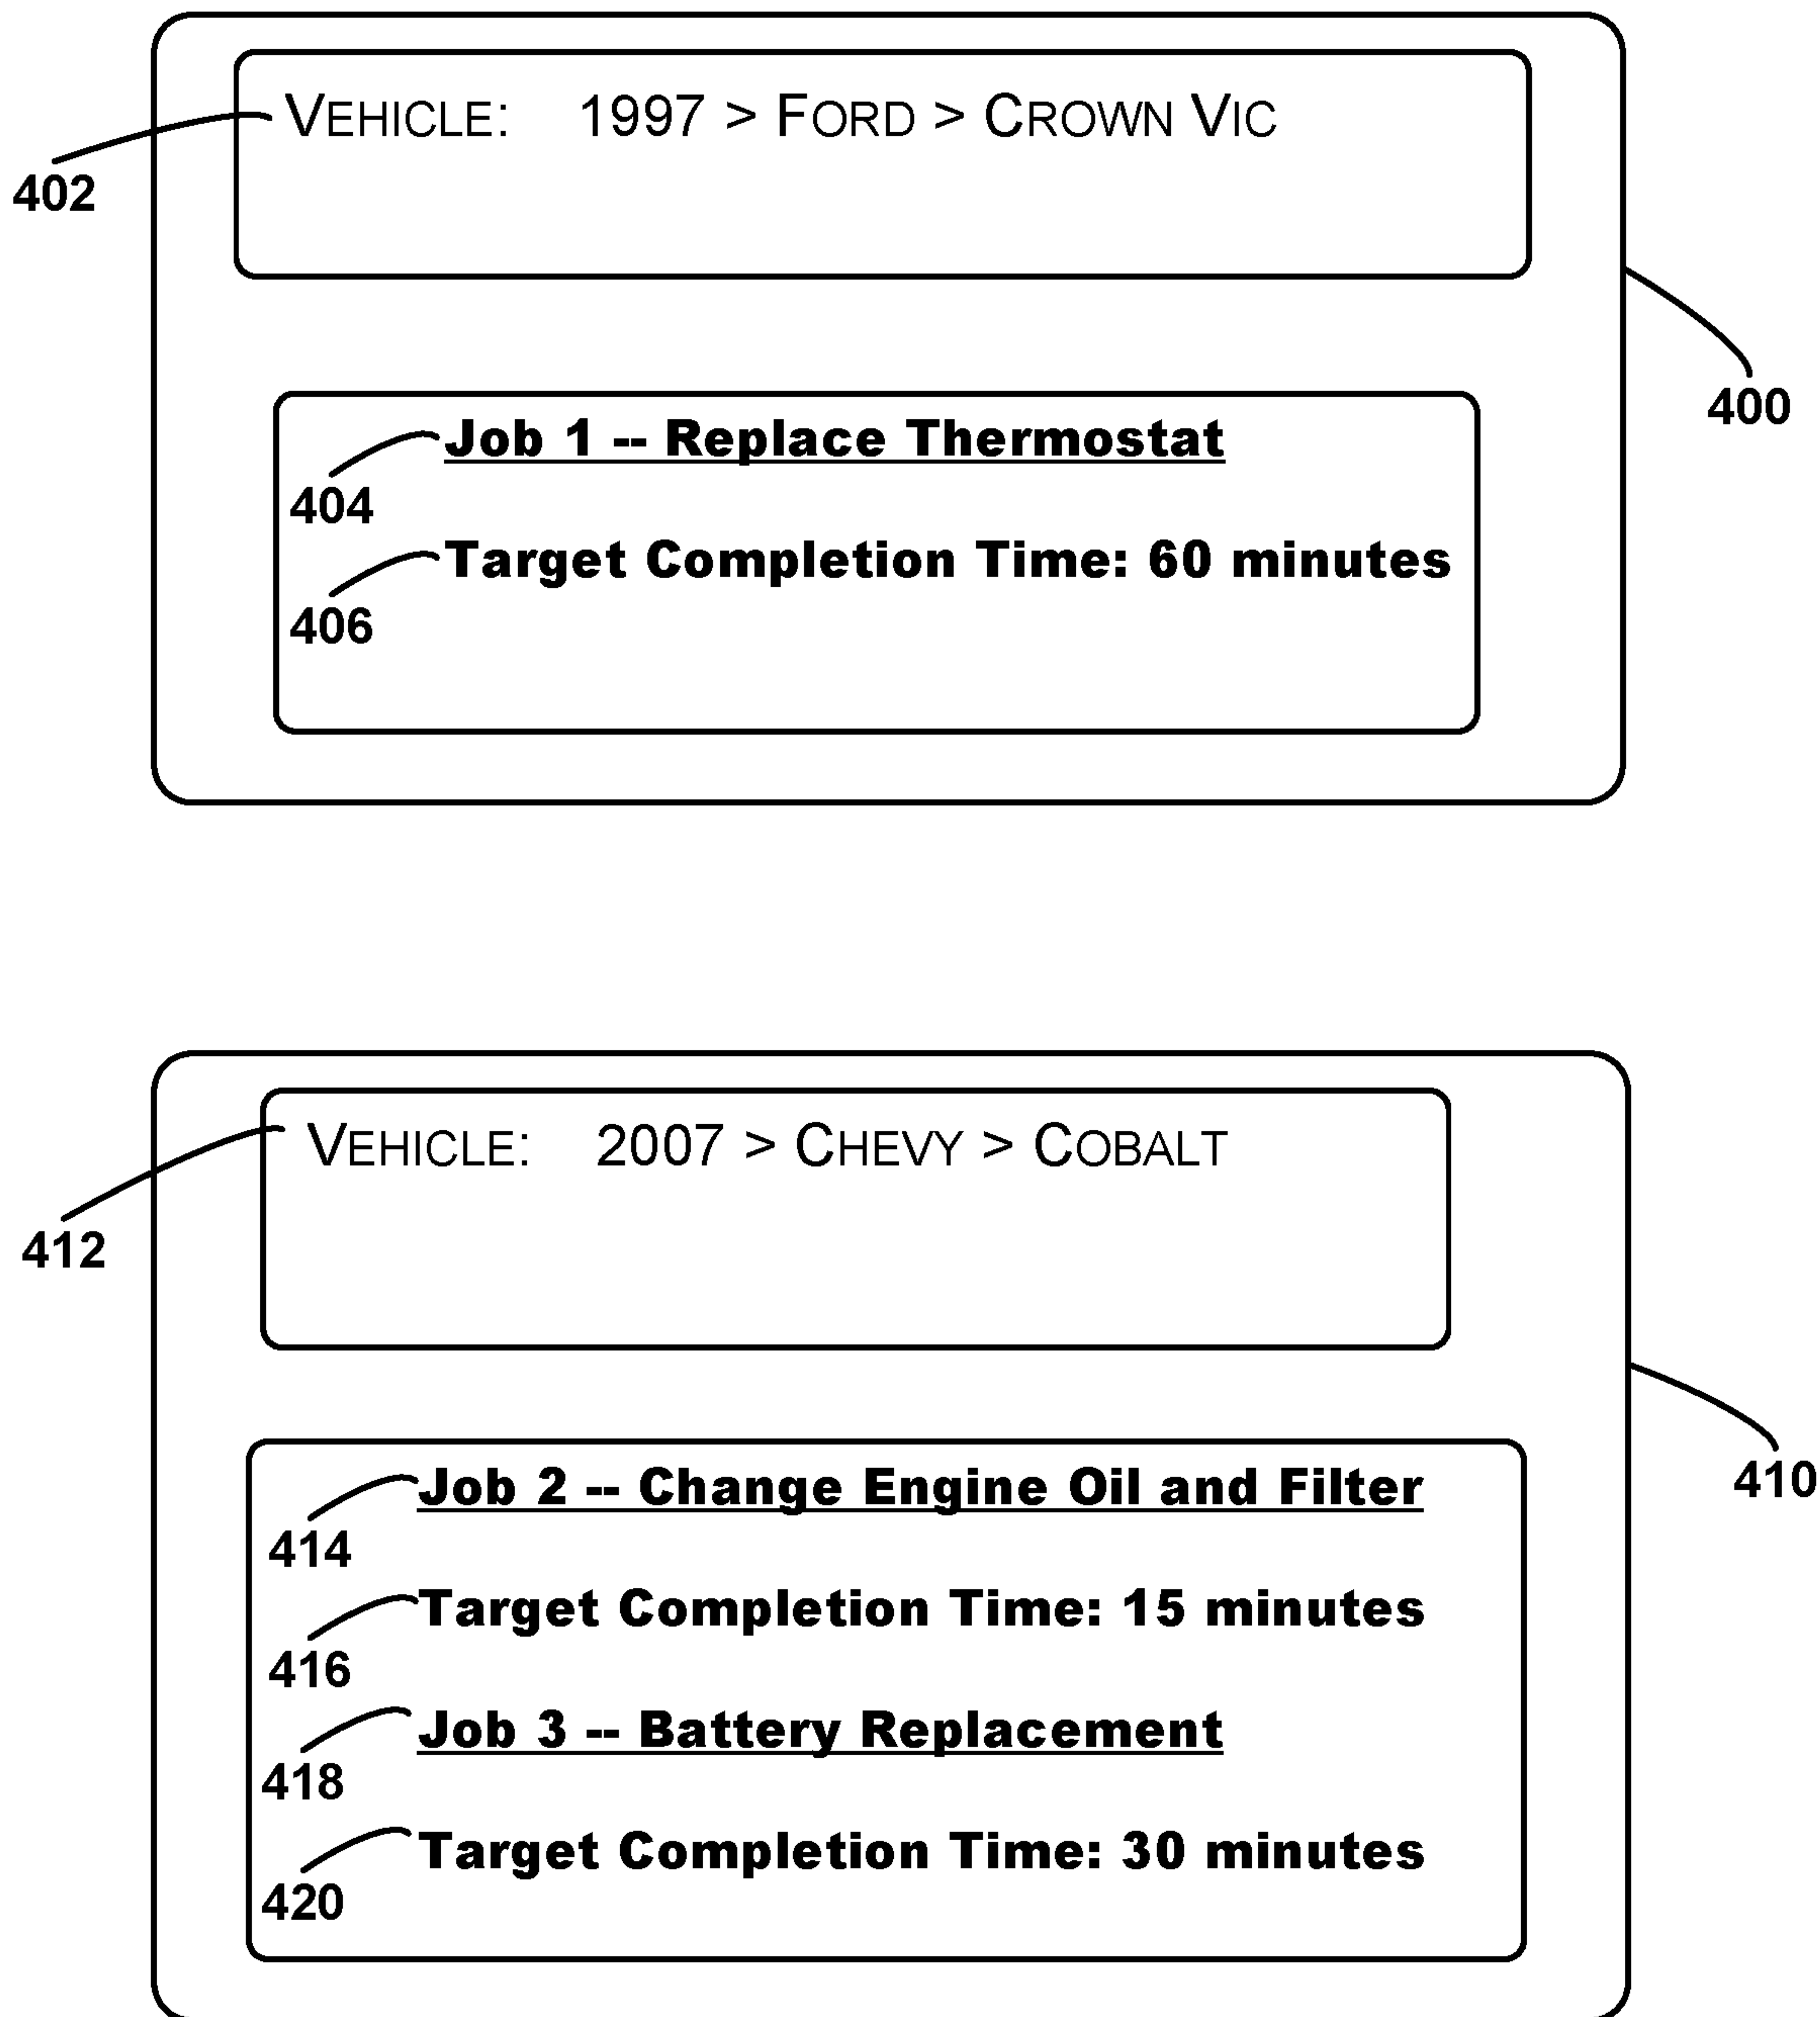 VEHICLE: 1997 > FORD > CROWN VIC
402
400
Job 1 -- Replace Thermostat
404
Target Completion Time: 60 minutes
406
VEHICLE: 2007 > CHEVY > COBALT
412
410
Job 2 -- Change Engine Oil and Filter
414
Target Completion Time: 15 minutes
416
Job 3 -- Battery Replacement
418
Target Completion Time: 30 minutes
420